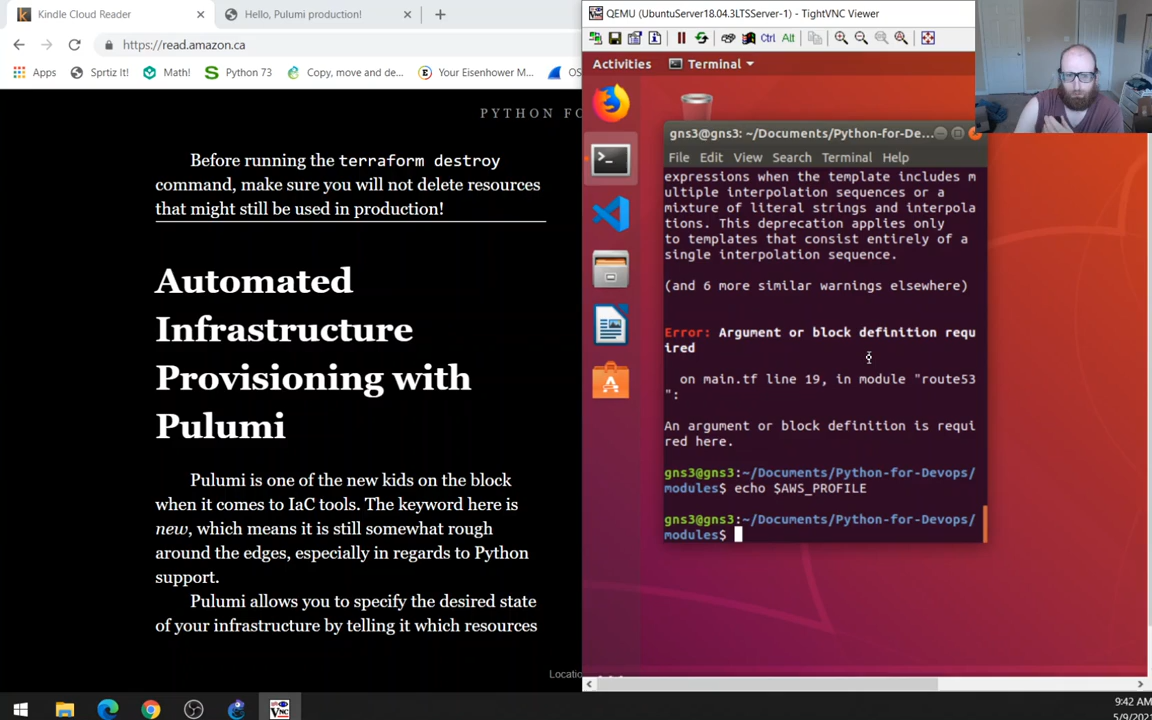 Kindle Cloud Reader
Hello, Pulumi production!
https://read.amazon.ca
Apps
Sprtiz It!
Math!
Python 73
Copy, move and de...
Your Eisenhower M...
OS
PYTHON FO
Before running the terraform destroy
command, make sure you will not delete resources
that might still be used in production!
Automated
Infrastructure
Provisioning with
Pulumi
Pulumi is one of the new kids on the block
when it comes to IaC tools. The keyword here is
new, which means it is still somewhat rough
around the edges, especially in regards to Python
support.
Pulumi allows you to specify the desired state
of your infrastructure by telling it which resources
Locatio
QEMU (UbuntuServer18.04.3LTSServer-1) - TightVNC Viewer
Ctrl Alt
Activities
Terminal
gns3@gns3: ~/Documents/Python-for-De...
File Edit View Search Terminal Help
expressions when the template includes m
ultiple interpolation sequences or a
mixture of literal strings and interpola
tions. This deprecation applies only
to templates that consist entirely of a
single interpolation sequence.
(and 6 more similar warnings elsewhere)
Error: Argument or block definition requ
ired
on main.tf line 19, in module "route53
":
An argument or block definition is requi
red here.
gns3@gns3:~/Documents/Python-for-Devops/
modules$ echo $AWS_PROFILE
gns3@gns3:~/Documents/Python-for-Devops/
modules$
9:42 AM
5/9/2021